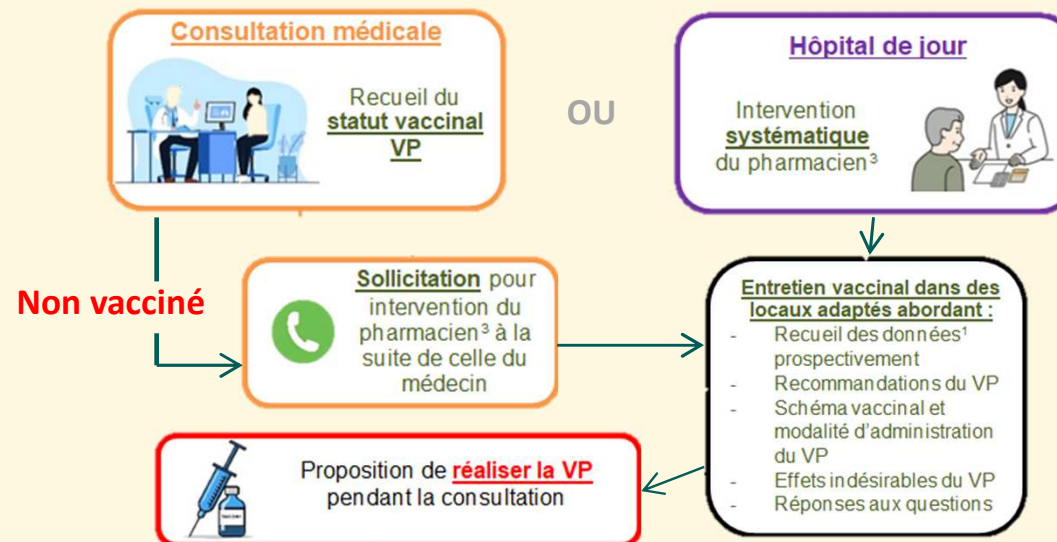 Consultation médicale
Recueil du
statut vaccinal
VP
OU
Hôpital de jour
Intervention
systématique
du pharmacien³
Non vacciné
Sollicitation pour
intervention du
pharmacien³ à la
suite de celle du
médecin
Entretien vaccinal dans des
locaux adaptés abordant :
- Recueil des données¹
prospectivement
- Recommandations du VP
- Schéma vaccinal et
modalité d'administration
du VP
- Effets indésirables du VP
- Réponses aux questions
Proposition de réaliser la VP
pendant la consultation